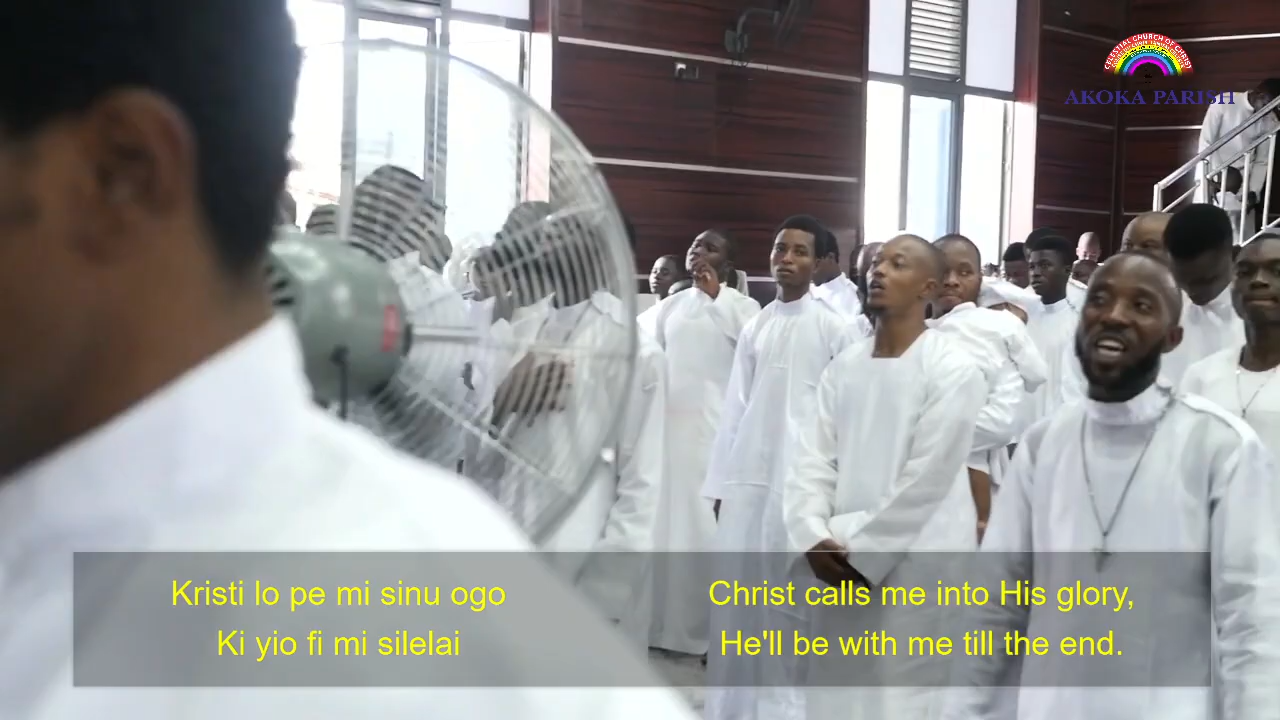 CELESTIAL CHURCH OF CHRIST
AKOKA PARISH
Kristi lo pe mi sinu ogo
Ki yio fi mi silelai
Christ calls me into His glory,
He'll be with me till the end.